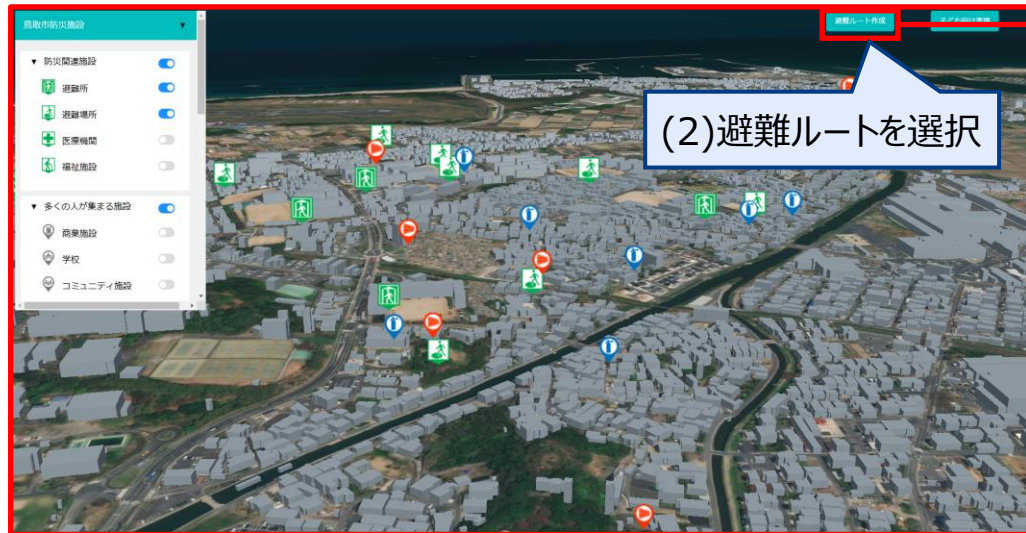 鳥取市防災施設
▼
避難ルート作成
▼ 防災関連施設
避難所
避難場所
医療機関
福祉施設
▼ 多くの人が集まる施設
商業施設
学校
コミュニティ施設
(2)避難ルートを選択